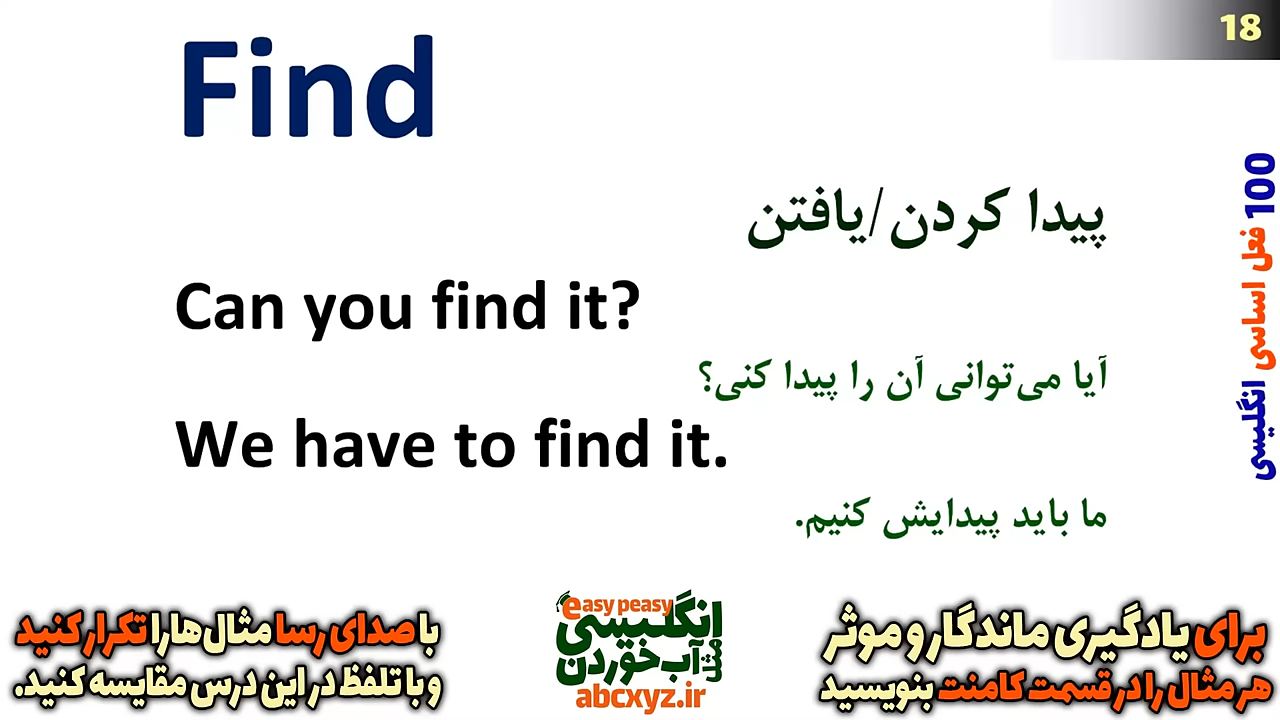 18
Find
پیدا کردن/یافتن
Can you find it?
آیا می‌توانی آن را پیدا کنی؟
We have to find it.
ما باید پیدایش کنیم.
100 فعل اساسی انگلیسی
با صدای رسا مثال‌ها را تکرار کنید
و با تلفظ در این درس مقایسه کنید.
easy peasy
انگلیسی
مثل آب خوردن
abcxyz.ir
برای یادگیری ماندگار و موثر
هر مثال را در قسمت کامنت بنویسید